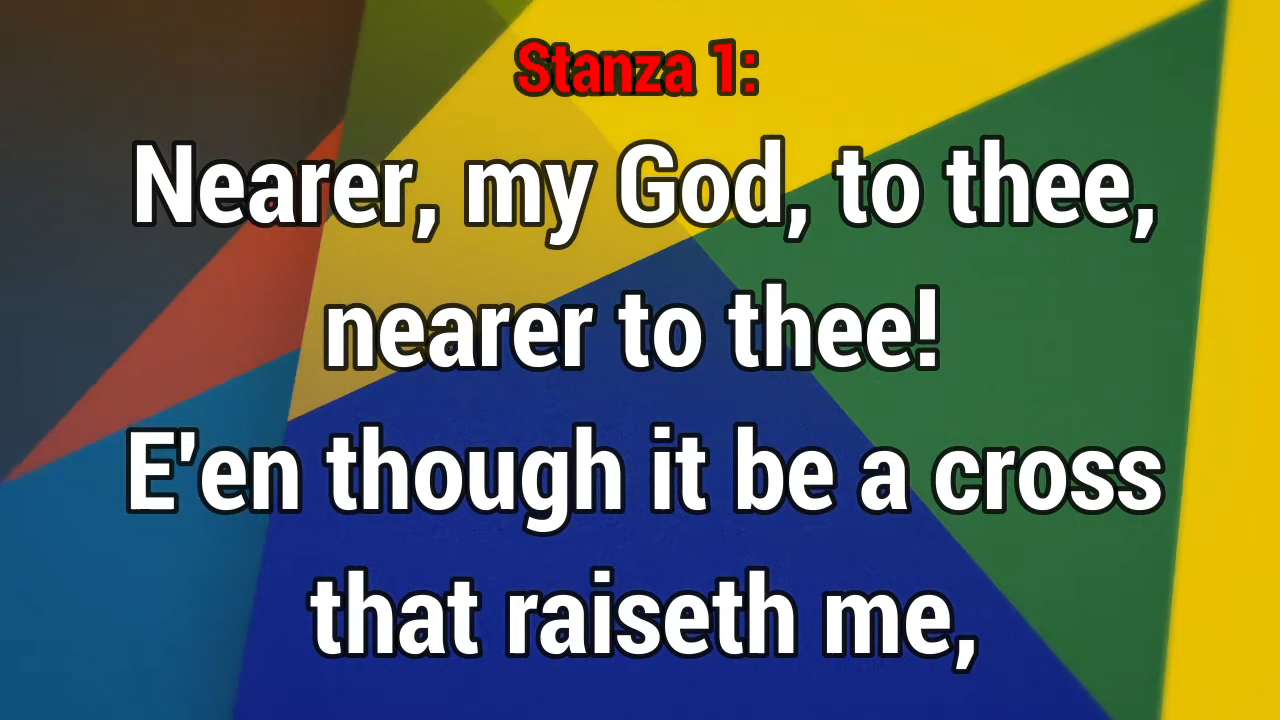 Stanza 1:
Nearer, my God, to thee,
nearer to thee!
E'en though it be a cross
that raiseth me,